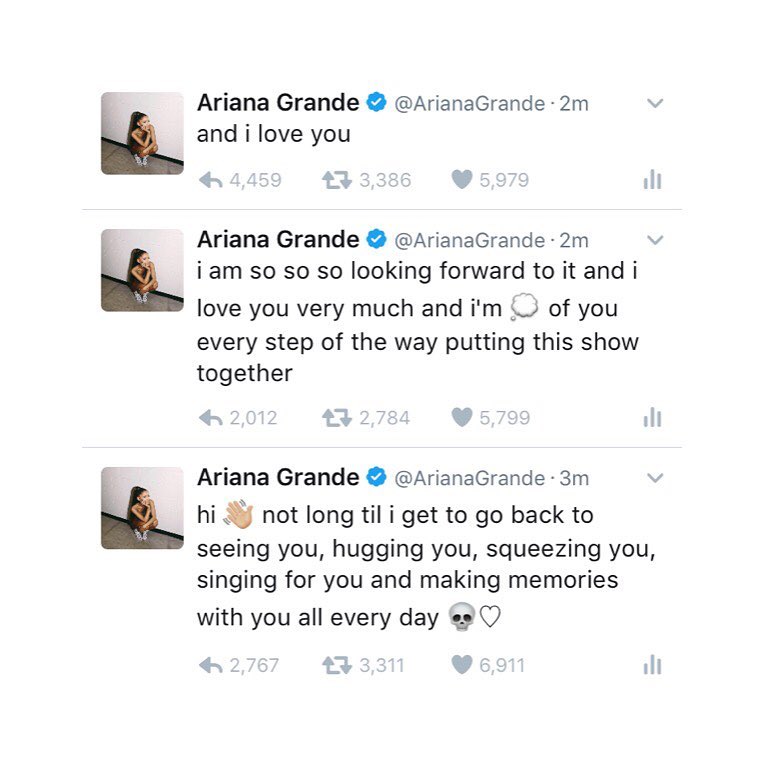 Ariana Grande @ArianaGrande · 2m
and i love you
4,459 3,386 5,979
Ariana Grande @ArianaGrande · 2m
i am so so so looking forward to it and i
love you very much and i'm 💭 of you
every step of the way putting this show
together
2,012 2,784 5,799
Ariana Grande @ArianaGrande · 3m
hi 👋🏼 not long til i get to go back to
seeing you, hugging you, squeezing you,
singing for you and making memories
with you all every day 💀♡
2,767 3,311 6,911